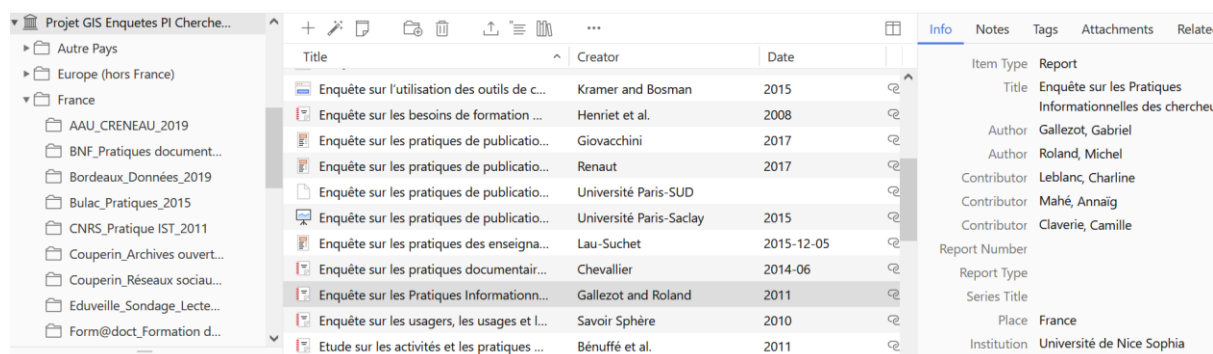 Projet GIS Enquetes PI Cherche...
Autre Pays
Europe (hors France)
France
AAU_CRENEAU_2019
BNF_Pratiques document...
Bordeaux_Données_2019
Bulac_Pratiques_2015
CNRS_Pratique IST_2011
Couperin_Archives ouvert...
Couperin_Réseaux sociau...
Eduveille_Sondage_Lecte...
Form@doct_Formation d...
Title Creator Date
Enquête sur l'utilisation des outils de c... Kramer and Bosman 2015
Enquête sur les besoins de formation ... Henriet et al. 2008
Enquête sur les pratiques de publicatio... Giovacchini 2017
Enquête sur les pratiques de publicatio... Renaut 2017
Enquête sur les pratiques de publicatio... Université Paris-SUD
Enquête sur les pratiques de publicatio... Université Paris-Saclay 2015
Enquête sur les pratiques des enseigna... Lau-Suchet 2015-12-05
Enquête sur les pratiques documentair... Chevallier 2014-06
Enquête sur les Pratiques Informationn... Gallezot and Roland 2011
Enquête sur les usagers, les usages et l... Savoir Sphère 2010
Etude sur les activités et les pratiques ... Bénuffé et al. 2011
Info Notes Tags Attachments Relate
Item Type Report
Title Enquête sur les Pratiques
Informationnelles des chercheu
Author Gallezot, Gabriel
Author Roland, Michel
Contributor Leblanc, Charline
Contributor Mahé, Annaïg
Contributor Claverie, Camille
Report Number
Report Type
Series Title
Place France
Institution Université de Nice Sophia